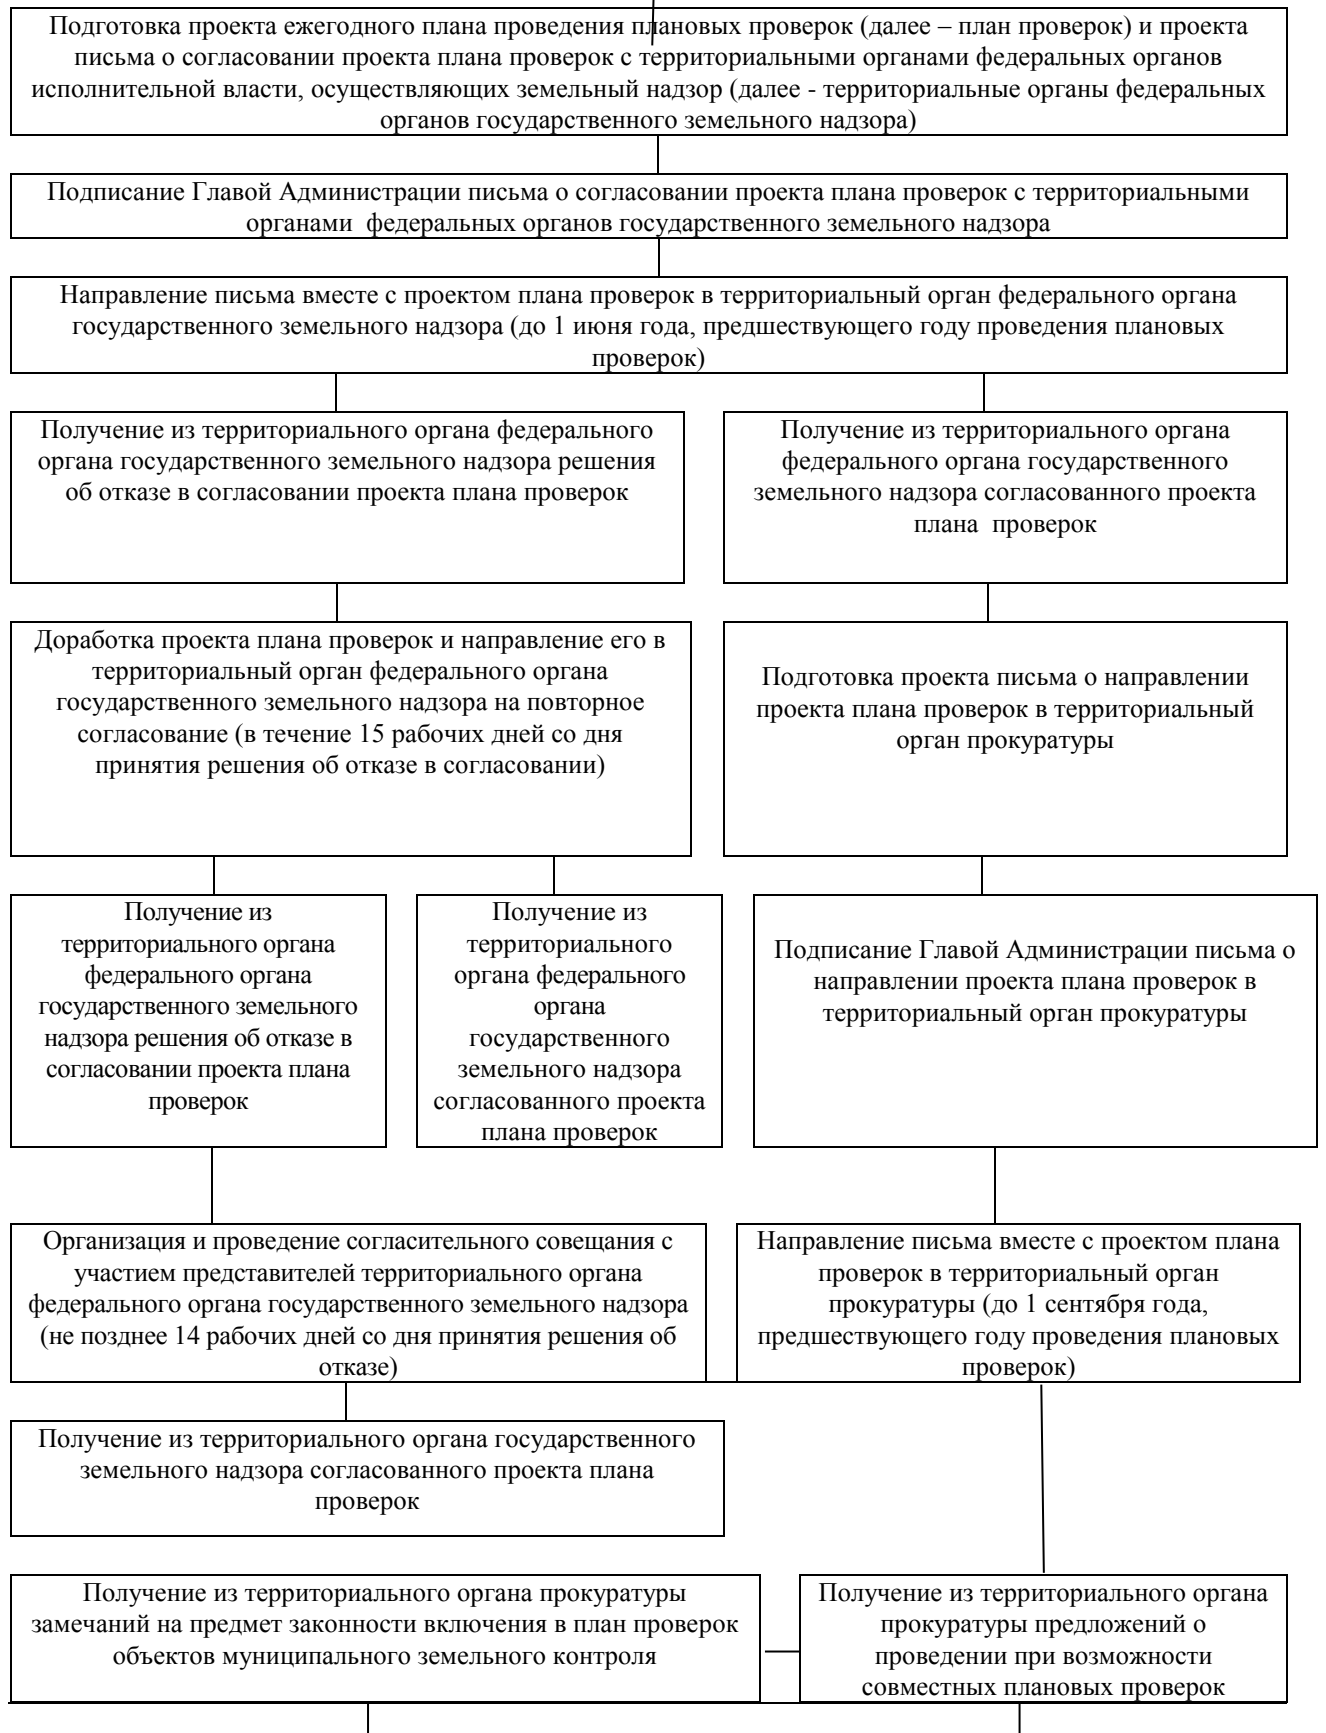 Подготовка проекта ежегодного плана проведения плановых проверок (далее – план проверок) и проекта
письма о согласовании проекта плана проверок с территориальными органами федеральных органов
исполнительной власти, осуществляющих земельный надзор (далее - территориальные органы федеральных
органов государственного земельного надзора)
Подписание Главой Администрации письма о согласовании проекта плана проверок с территориальными
органами  федеральных органов государственного земельного надзора
Направление письма вместе с проектом плана проверок в территориальный орган федерального органа
государственного земельного надзора (до 1 июня года, предшествующего году проведения плановых
проверок)
Получение из территориального органа федерального
органа государственного земельного надзора решения
об отказе в согласовании проекта плана проверок
Получение из территориального органа
федерального органа государственного
земельного надзора согласованного проекта
плана  проверок
Доработка проекта плана проверок и направление его в
территориальный орган федерального органа
государственного земельного надзора на повторное
согласование (в течение 15 рабочих дней со дня
принятия решения об отказе в согласовании)
Подготовка проекта письма о направлении
проекта плана проверок в территориальный
орган прокуратуры
Получение из
территориального органа
федерального органа
государственного земельного
надзора решения об отказе в
согласовании проекта плана
проверок
Получение из
территориального
органа федерального
органа
государственного
земельного надзора
согласованного проекта
плана проверок
Подписание Главой Администрации письма о
направлении проекта плана проверок в
территориальный орган прокуратуры
Организация и проведение согласительного совещания с
участием представителей территориального органа
федерального органа государственного земельного надзора
(не позднее 14 рабочих дней со дня принятия решения об
отказе)
Направление письма вместе с проектом плана
проверок в территориальный орган
прокуратуры (до 1 сентября года,
предшествующего году проведения плановых
проверок)
Получение из территориального органа государственного
земельного надзора согласованного проекта плана
проверок
Получение из территориального органа прокуратуры
замечаний на предмет законности включения в план проверок
объектов муниципального земельного контроля
Получение из территориального органа
прокуратуры предложений о
проведении при возможности
совместных плановых проверок